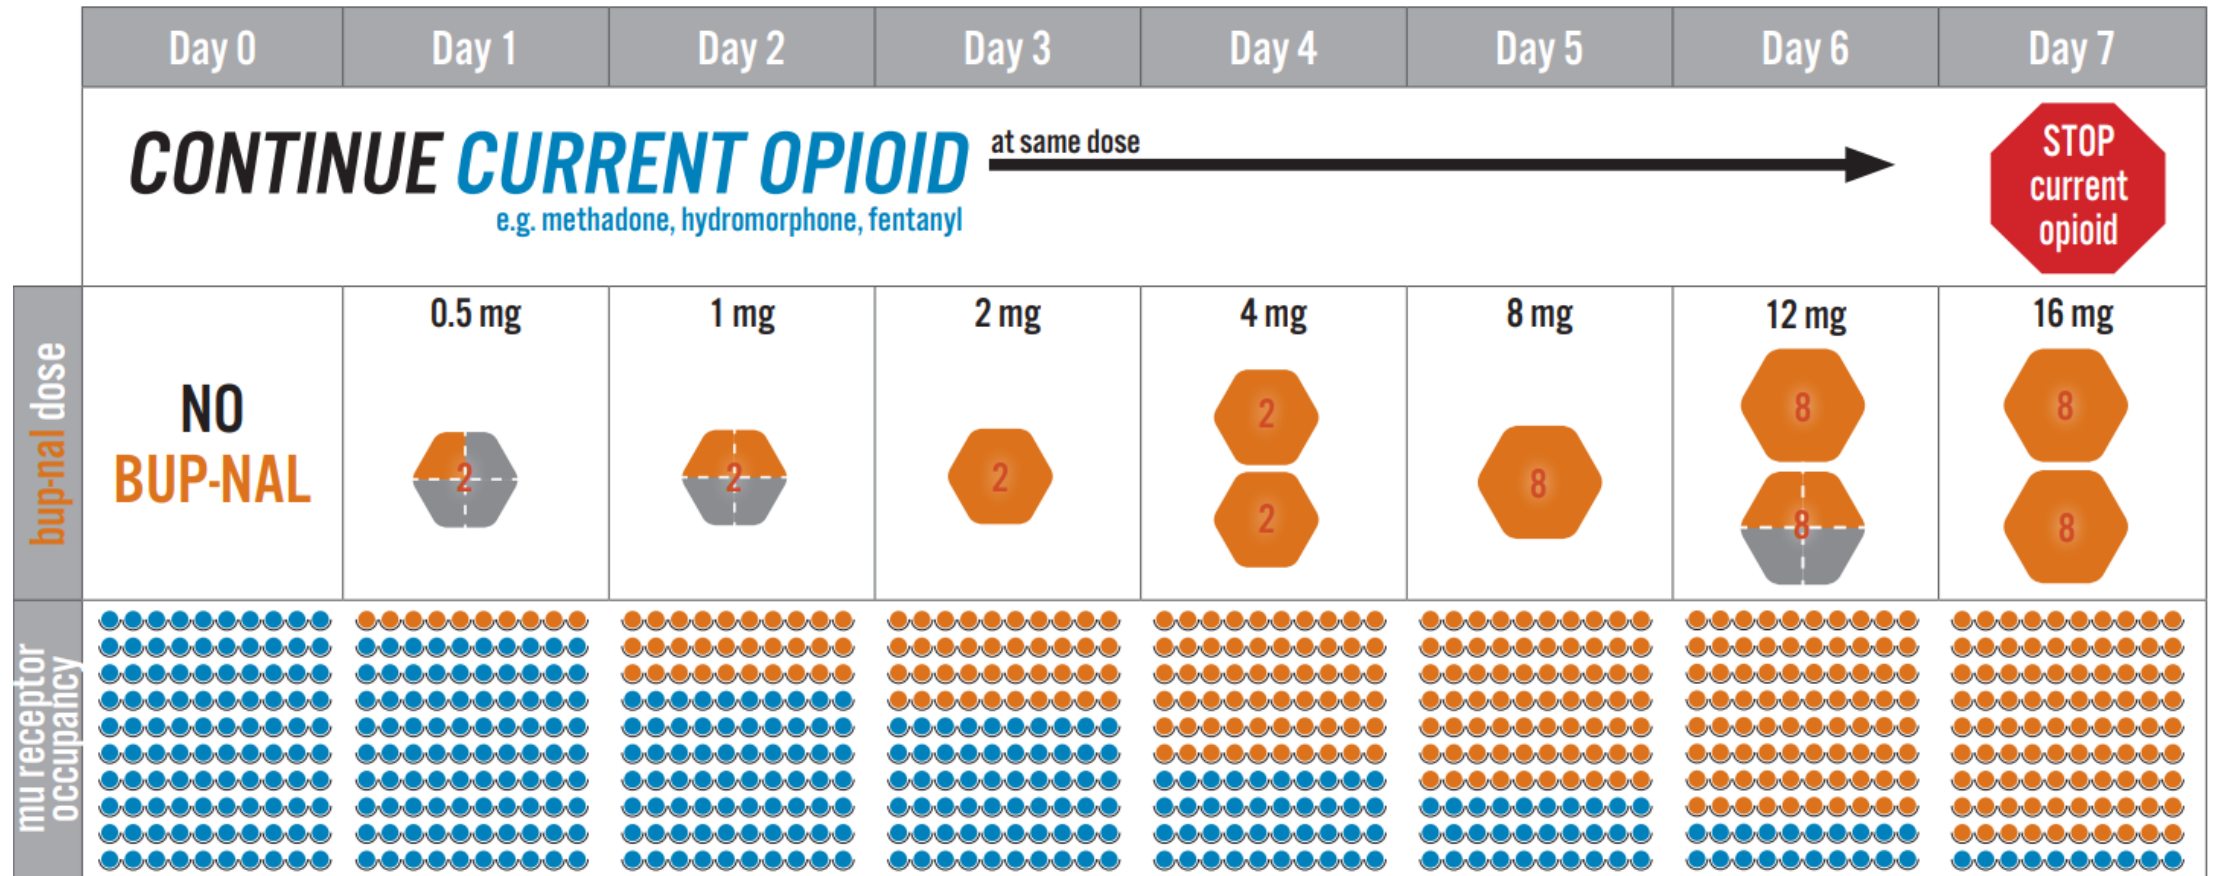 Day 0 Day 1 Day 2 Day 3 Day 4 Day 5 Day 6 Day 7
CONTINUE CURRENT OPIOID at same dose
e.g. methadone, hydromorphone, fentanyl
STOP
current
opioid
bup-nal dose
0.5 mg 1 mg 2 mg 4 mg 8 mg 12 mg 16 mg
NO
BUP-NAL
2 2 2 2 8 8 8
2 8 8
mu receptor
occupancy